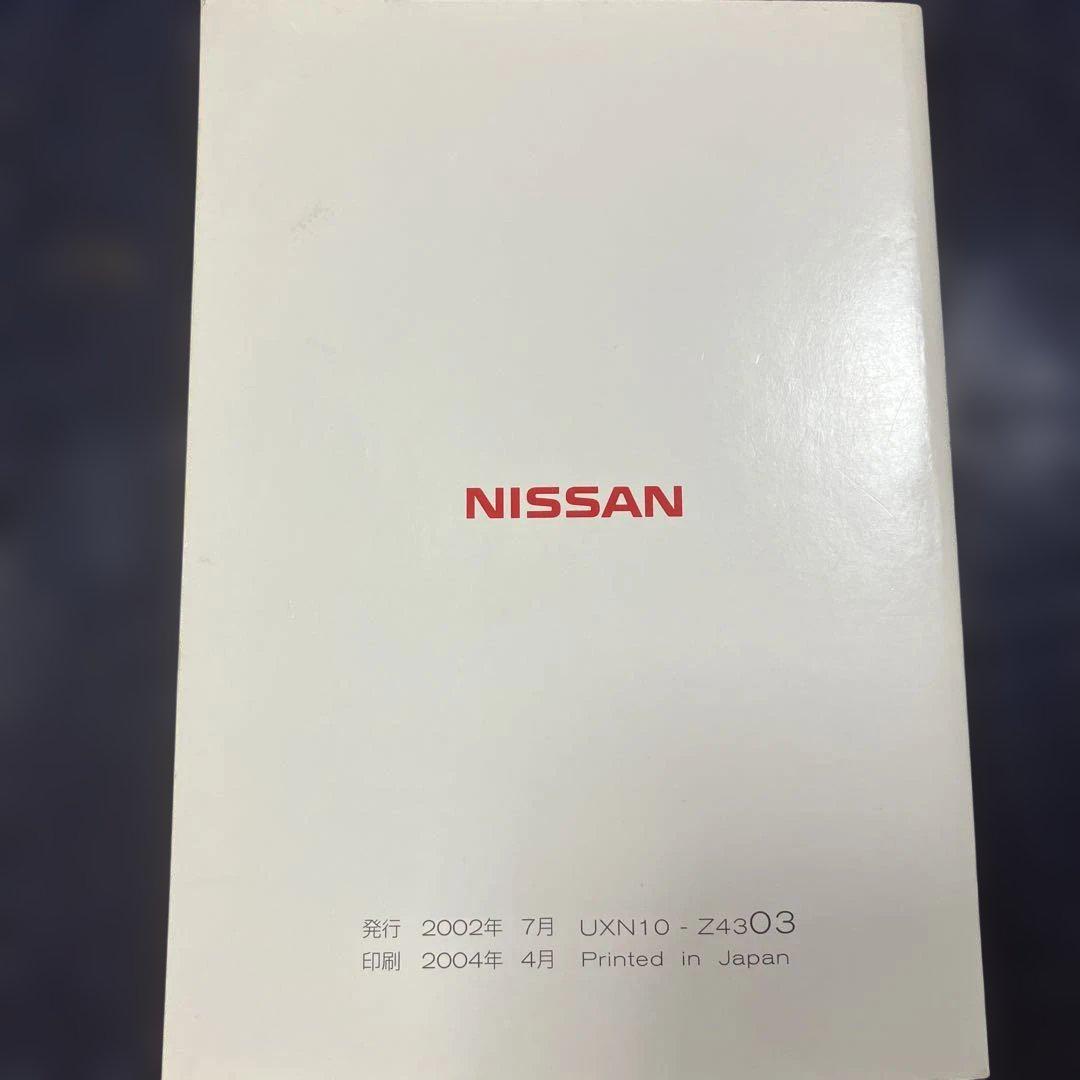 NISSAN
発行 2002年 7月 UXN10 - Z4303
印刷 2004年 4月 Printed in Japan